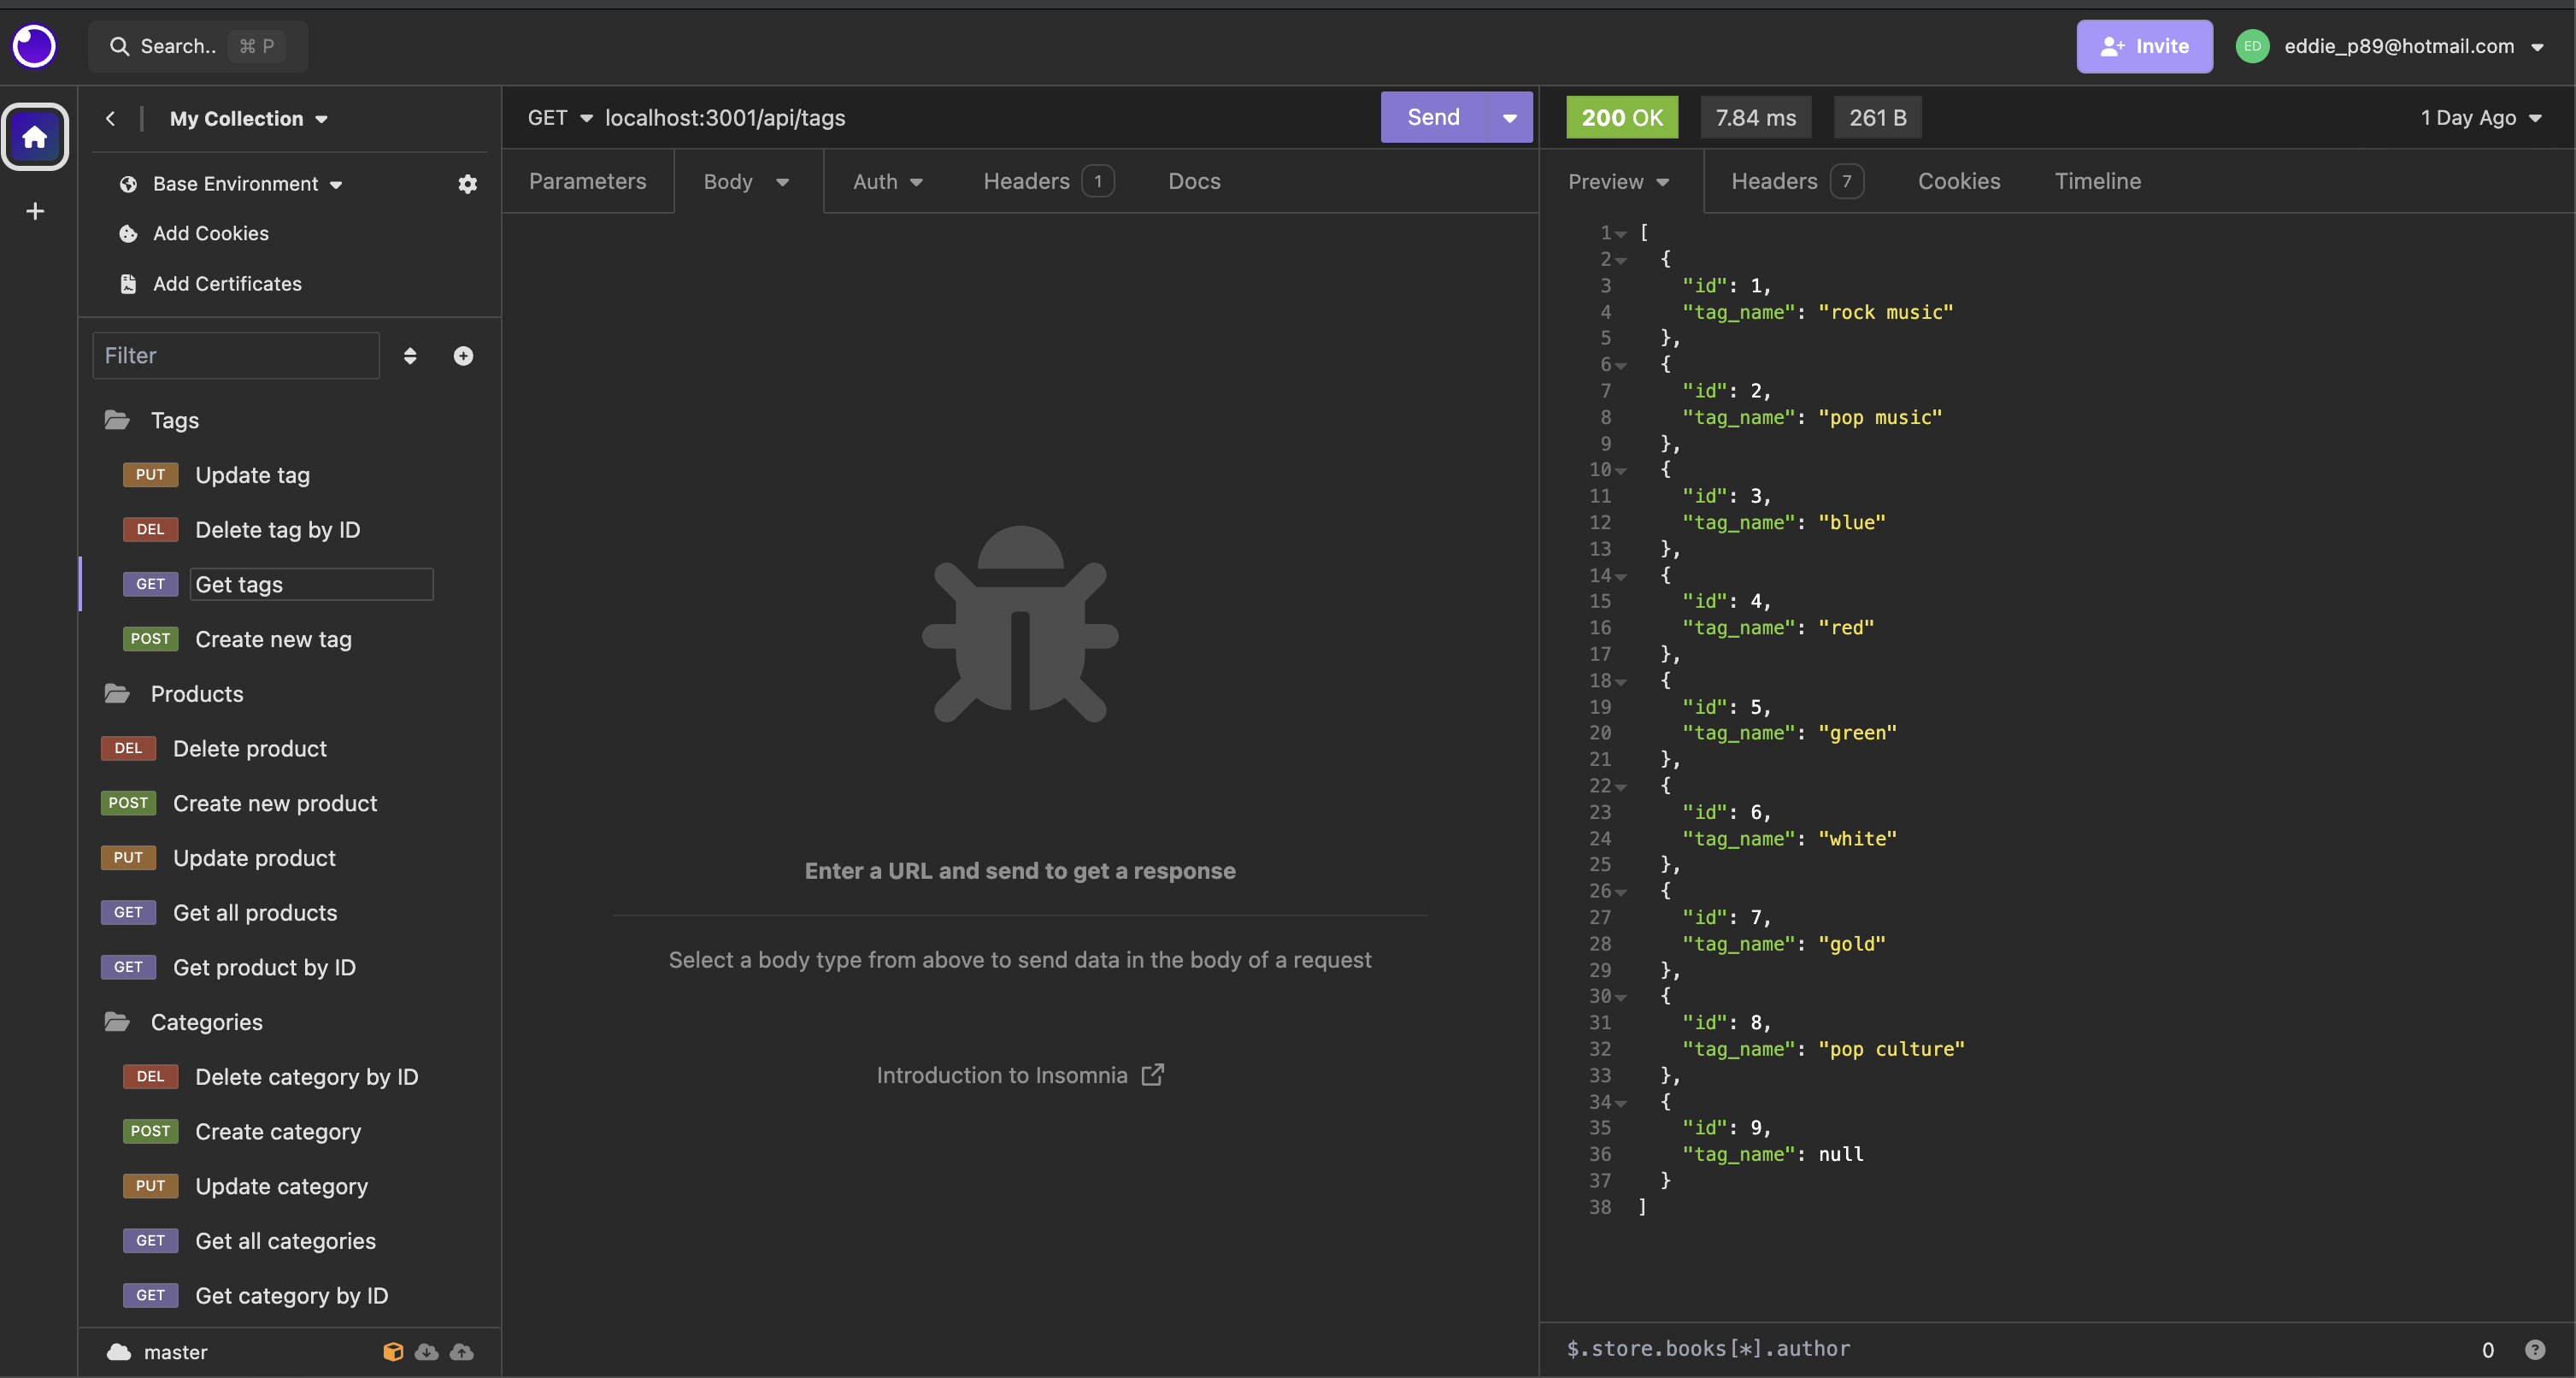 Search.. ⌘ P
Invite
ED eddie_p89@hotmail.com
My Collection
Base Environment
Add Cookies
Add Certificates
Filter
Tags
PUT Update tag
DEL Delete tag by ID
GET Get tags
POST Create new tag
Products
DEL Delete product
POST Create new product
PUT Update product
GET Get all products
GET Get product by ID
Categories
DEL Delete category by ID
POST Create category
PUT Update category
GET Get all categories
GET Get category by ID
master
GET localhost:3001/api/tags Send
Parameters Body Auth Headers 1 Docs
Enter a URL and send to get a response
Select a body type from above to send data in the body of a request
Introduction to Insomnia
200 OK 7.84 ms 261 B 1 Day Ago
Preview Headers 7 Cookies Timeline
1 [
2 {
3 "id": 1,
4 "tag_name": "rock music"
5 },
6 {
7 "id": 2,
8 "tag_name": "pop music"
9 },
10 {
11 "id": 3,
12 "tag_name": "blue"
13 },
14 {
15 "id": 4,
16 "tag_name": "red"
17 },
18 {
19 "id": 5,
20 "tag_name": "green"
21 },
22 {
23 "id": 6,
24 "tag_name": "white"
25 },
26 {
27 "id": 7,
28 "tag_name": "gold"
29 },
30 {
31 "id": 8,
32 "tag_name": "pop culture"
33 },
34 {
35 "id": 9,
36 "tag_name": null
37 }
38 ]
$.store.books[*].author 0 ?